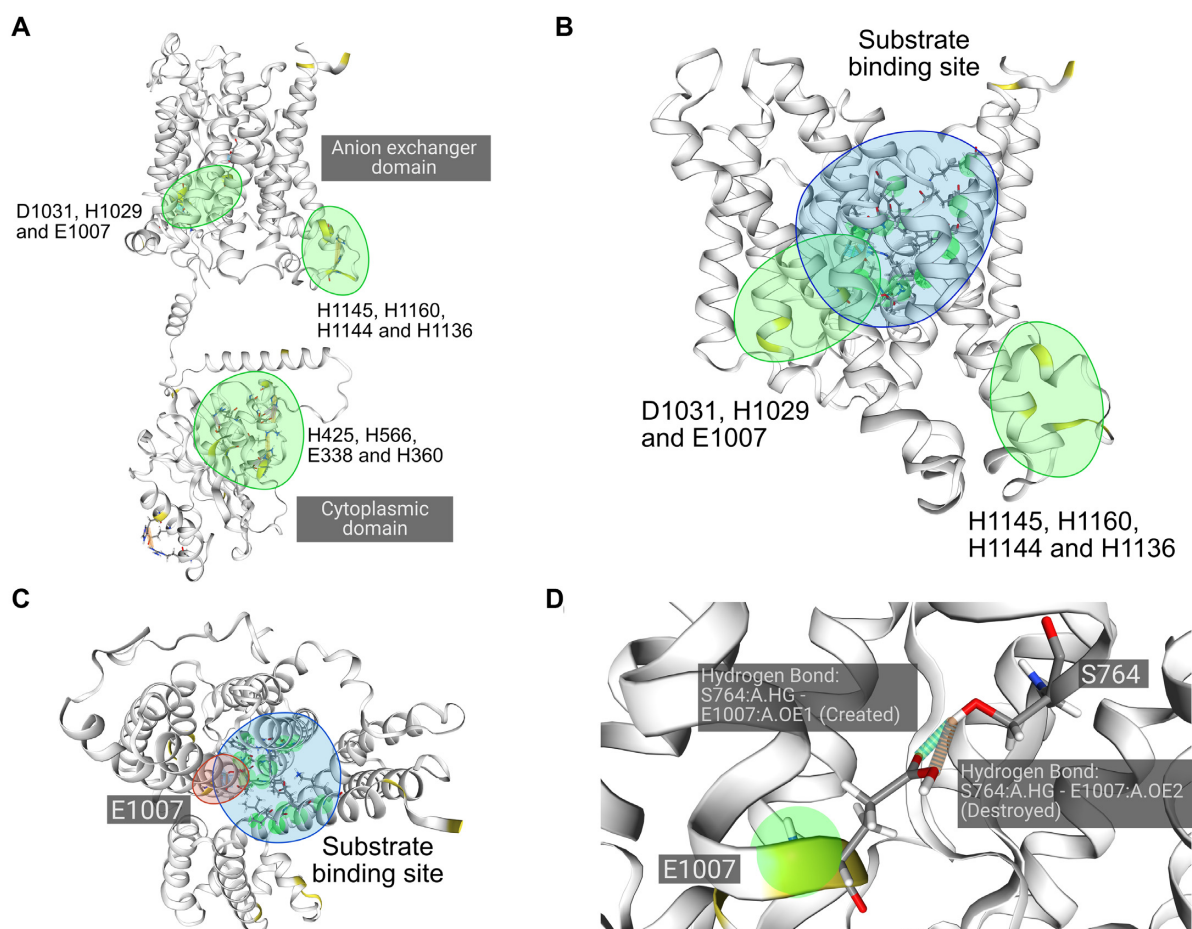 A
Anion exchanger
domain
D1031, H1029
and E1007
H1145, H1160,
H1144 and H1136
H425, H566,
E338 and H360
Cytoplasmic
domain
B
Substrate
binding site
D1031, H1029
and E1007
H1145, H1160,
H1144 and H1136
C
E1007
Substrate
binding site
D
S764
Hydrogen Bond:
S764:A.HG -
E1007:A.OE1 (Created)
Hydrogen Bond:
S764:A.HG - E1007:A.OE2
(Destroyed)
E1007